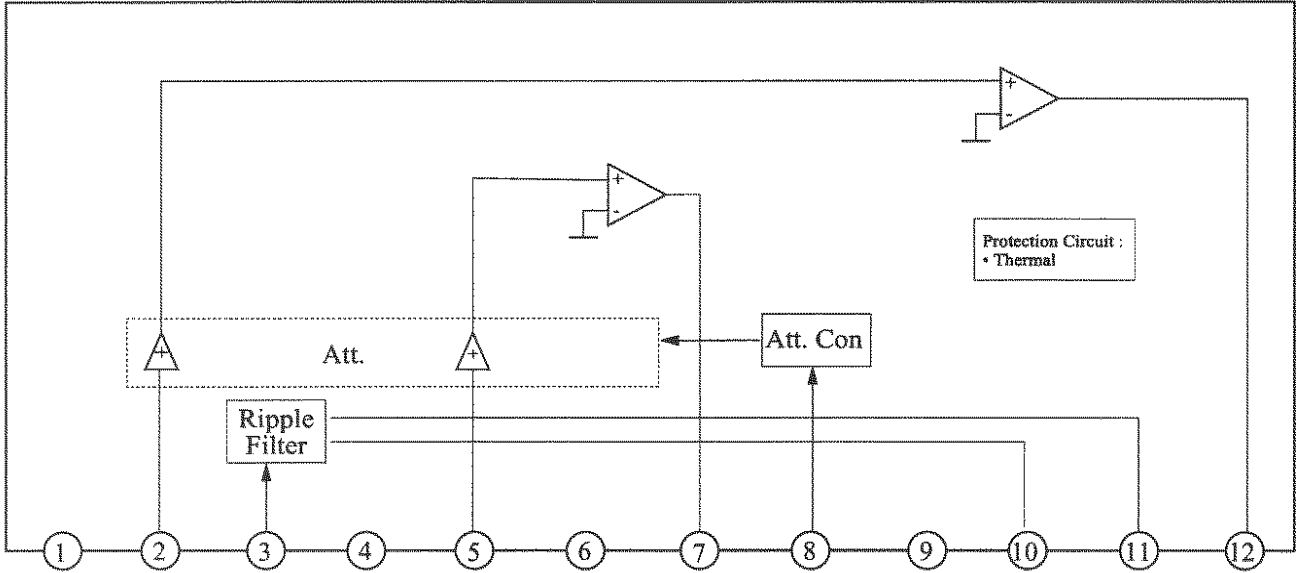 +
-
+
-
Protection Circuit :
• Thermal
+
Att.
+
Att. Con
Ripple
Filter
1 2 3 4 5 6 7 8 9 10 11 12